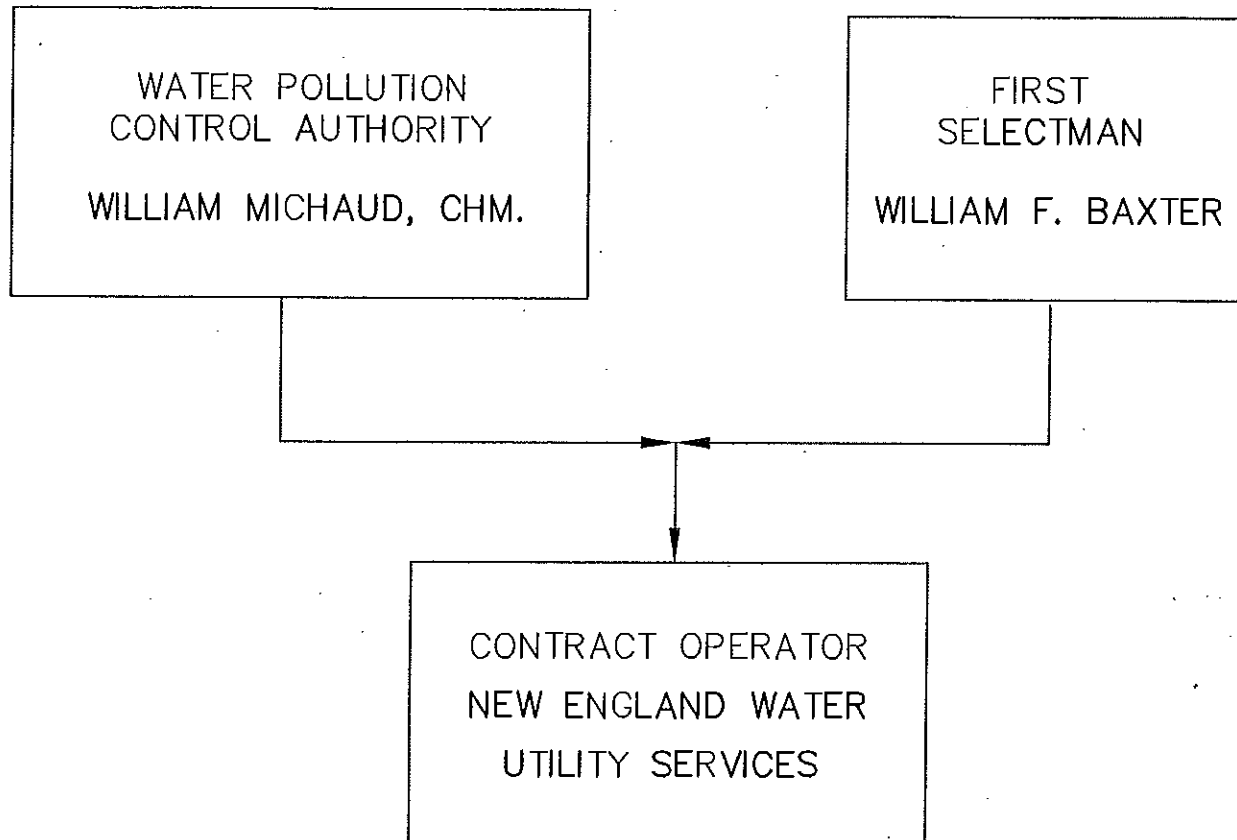 WATER POLLUTION
CONTROL AUTHORITY
WILLIAM MICHAUD, CHM.
FIRST
SELECTMAN
WILLIAM F. BAXTER
CONTRACT OPERATOR
NEW ENGLAND WATER
UTILITY SERVICES